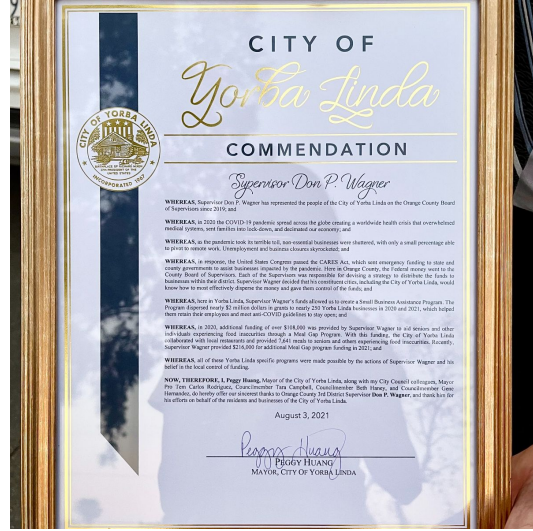 CITY OF
Yorba Linda
COMMENDATION
CITY OF YORBA LINDA
BIRTHPLACE OF RICHARD NIXON
37TH PRESIDENT OF THE
UNITED STATES
INCORPORATED 1967
Supervisor Don P. Wagner
WHEREAS, Supervisor Don P. Wagner has represented the people of the City of Yorba Linda on the Orange County Board
of Supervisors since 2019; and
WHEREAS, in 2020 the COVID-19 pandemic spread across the globe creating a worldwide health crisis that overwhelmed
medical systems, sent families into lock-down, and decimated our economy; and
WHEREAS, as the pandemic took its terrible toll, non-essential businesses were shuttered, with only a small percentage able
to pivot to remote work. Unemployment and business closures skyrocketed; and
WHEREAS, in response, the United States Congress passed the CARES Act, which sent emergency funding to state and
county governments to assist businesses impacted by the pandemic. Here in Orange County, the Federal money went to the
County Board of Supervisors. Each of the Supervisors was responsible for devising a strategy to distribute the funds to
businesses within their district. Supervisor Wagner decided that his constituent cities, including the City of Yorba Linda, would
know how to most effectively disperse the money and gave them control of the funds; and
WHEREAS, here in Yorba Linda, Supervisor Wagner's funds allowed us to create a Small Business Assistance Program. The
Program dispersed nearly $2 million dollars in grants to nearly 250 Yorba Linda businesses in 2020 and 2021, which helped
them retain their employees and meet anti-COVID guidelines to stay open; and
WHEREAS, in 2020, additional funding of over $108,000 was provided by Supervisor Wagner to aid seniors and other
individuals experiencing food insecurities through a Meal Gap Program. With this funding, the City of Yorba Linda
collaborated with local restaurants and provided 7,641 meals to seniors and others experiencing food insecurities. Recently,
supervisor Wagner provided $216,000 for additional Meal Gap program funding in 2021; and
WHEREAS, all of these Yorba Linda specific programs were made possible by the actions of Supervisor Wagner and his
belief in the local control of funding.
NOW, THEREFORE, I, Peggy Huang, Mayor of the City of Yorba Linda, along with my City Council colleagues, Mayor
Pro Tem Carlos Rodriguez, Councilmember Tara Campbell, Councilmember Beth Haney, and Councilmember Gene
Hernandez, do hereby offer our sincerest thanks to Orange County 3rd District Supervisor Don P. Wagner, and thank him for
his efforts on behalf of the residents and businesses of the City of Yorba Linda.
August 3, 2021
Peggy Huang
PEGGY HUANG
MAYOR, CITY OF YORBA LINDA